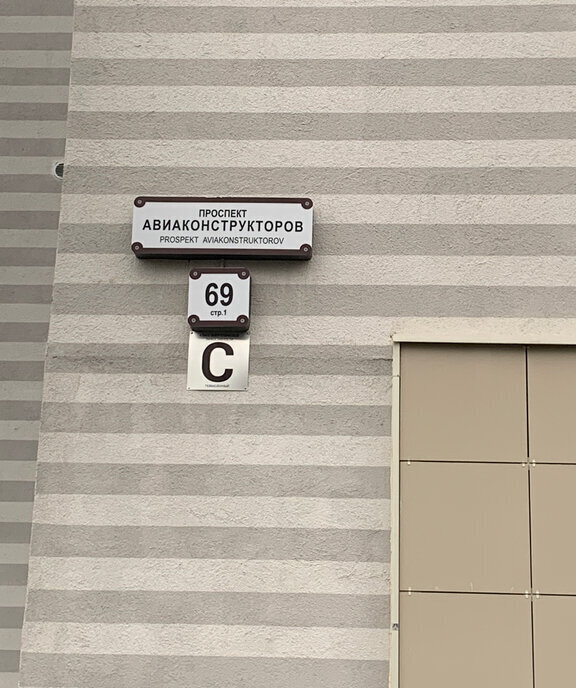 ПРОСПЕКТ
АВИАКОНСТРУКТОРОВ
PROSPEKT AVIAKONSTRUKTOROV
69
стр.1
С